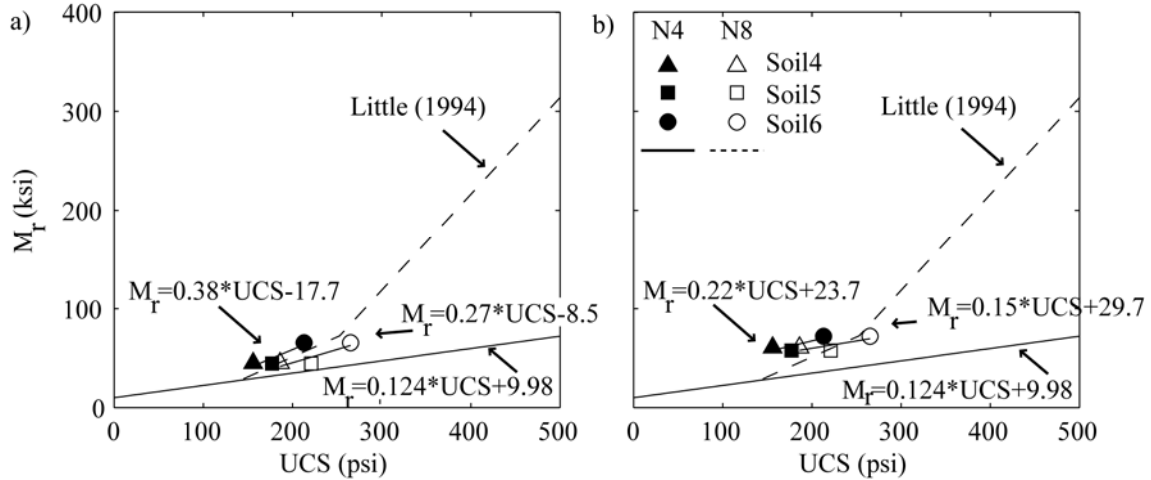 a)
400
300
200
100
0
M_r (ksi)
Little (1994)
M_r=0.38*UCS-17.7
M_r=0.27*UCS-8.5
M_r=0.124*UCS+9.98
0 100 200 300 400 500
UCS (psi)
b)
N4 N8
Soil4
Soil5
Soil6
Little (1994)
M_r=0.22*UCS+23.7
M_r=0.15*UCS+29.7
M_r=0.124*UCS+9.98
0 100 200 300 400 500
UCS (psi)